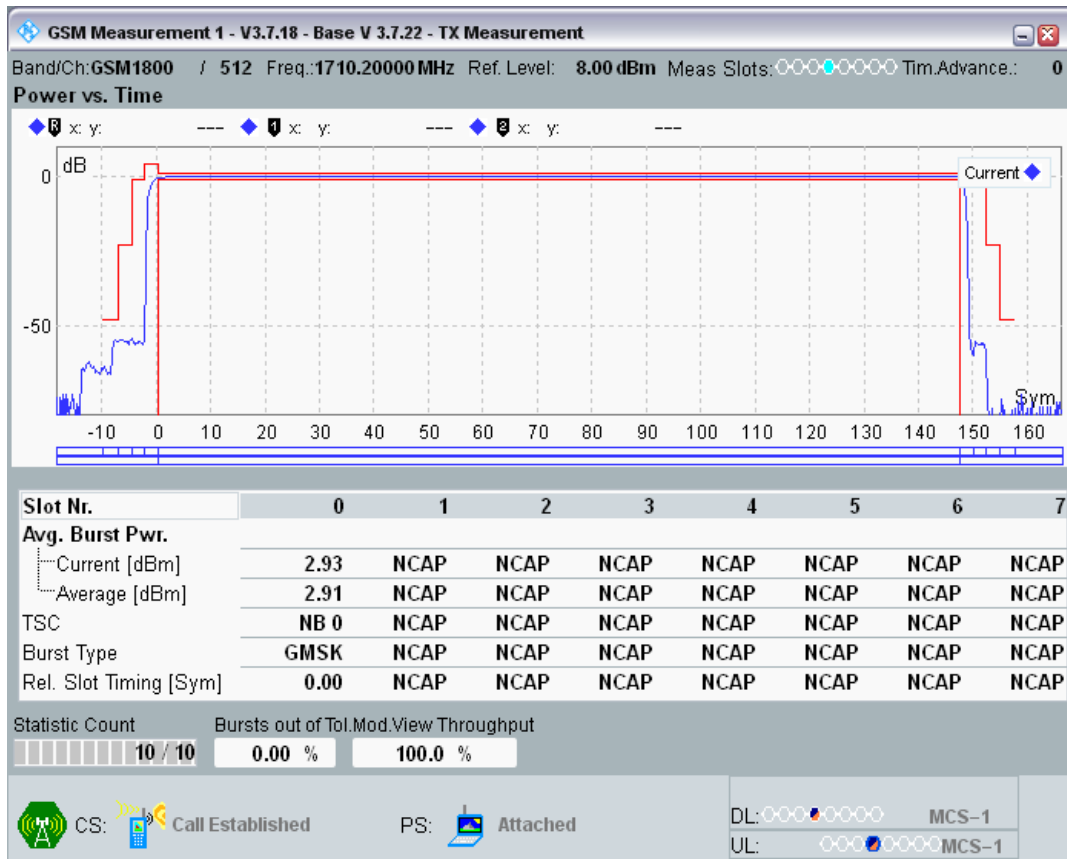 GSM Measurement 1 - V3.7.18 - Base V 3.7.22 - TX Measurement
Band/Ch:GSM1800 / 512 Freq.:1710.20000 MHz Ref. Level: 8.00 dBm Meas Slots: Tim.Advance.: 0
Power vs. Time
R x: y: --- 1 x: y: --- 2 x: y: ---
dB
Current
0
-50
Sym
-10 0 10 20 30 40 50 60 70 80 90 100 110 120 130 140 150 160
Slot Nr. 0 1 2 3 4 5 6 7
Avg. Burst Pwr.
Current [dBm] 2.93 NCAP NCAP NCAP NCAP NCAP NCAP NCAP
Average [dBm] 2.91 NCAP NCAP NCAP NCAP NCAP NCAP NCAP
TSC NB 0 NCAP NCAP NCAP NCAP NCAP NCAP NCAP
Burst Type GMSK NCAP NCAP NCAP NCAP NCAP NCAP NCAP
Rel. Slot Timing [Sym] 0.00 NCAP NCAP NCAP NCAP NCAP NCAP NCAP
Statistic Count Bursts out of Tol.Mod.View Throughput
10 / 10 0.00 % 100.0 %
CS: Call Established PS: Attached
DL: MCS-1
UL: MCS-1